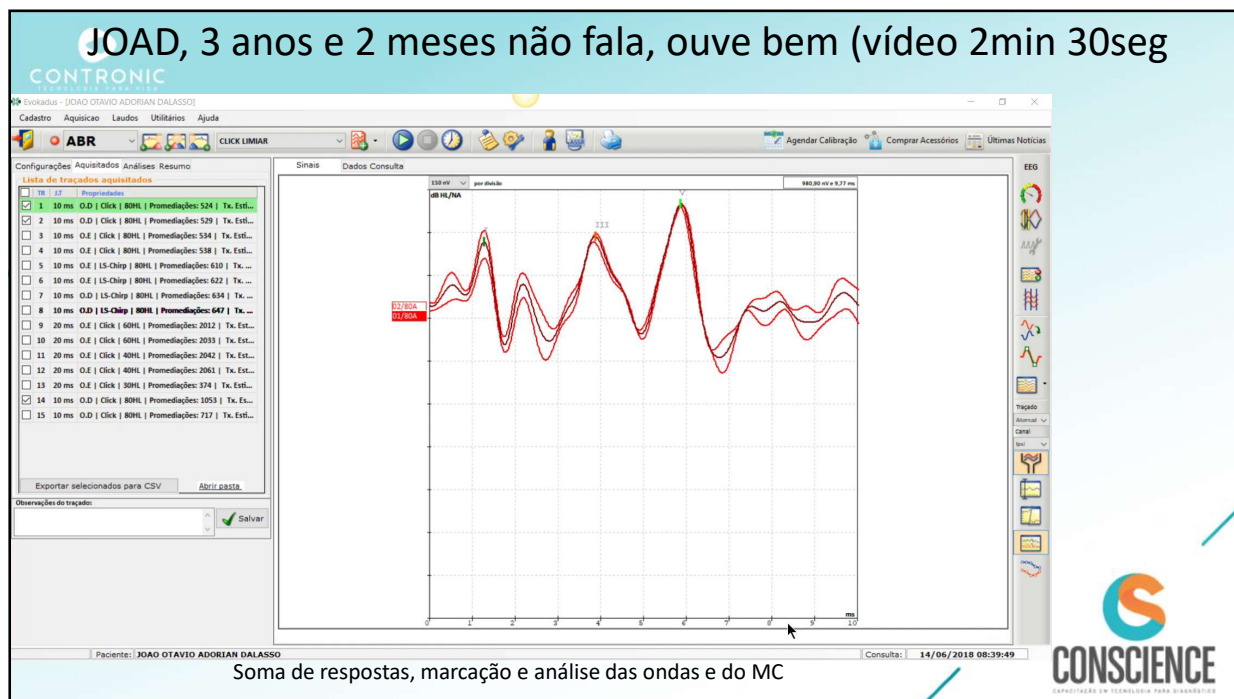 JOAD, 3 anos e 2 meses não fala, ouve bem (vídeo 2min 30seg
CONTRONIC
TECNOLOGIA PARA VIDA
Evokadus - [JOAO OTAVIO ADORIAN DALASSO]
Cadastro Aquisicao Laudos Utilitários Ajuda
ABR CLICK LIMIAR Agendar Calibração Comprar Acessórios Últimas Notícias
Configurações Aquisitados Análises Resumo
Sinais Dados Consulta
EEG
Lista de traçados aquisitados
TR J.T Propriedades
1 10 ms O.D | Click | 80HL | Promediações: 524 | Tx. Esti...
2 10 ms O.D | Click | 80HL | Promediações: 529 | Tx. Esti...
3 10 ms O.E | Click | 80HL | Promediações: 534 | Tx. Esti...
4 10 ms O.E | Click | 80HL | Promediações: 538 | Tx. Esti...
5 10 ms O.E | LS-Chirp | 80HL | Promediações: 610 | Tx. ...
6 10 ms O.E | LS-Chirp | 80HL | Promediações: 622 | Tx. ...
7 10 ms O.D | LS-Chirp | 80HL | Promediações: 634 | Tx. ...
8 10 ms O.D | LS-Chirp | 80HL | Promediações: 647 | Tx. ...
9 20 ms O.E | Click | 60HL | Promediações: 2012 | Tx. Est...
10 20 ms O.E | Click | 60HL | Promediações: 2033 | Tx. Est...
11 20 ms O.E | Click | 40HL | Promediações: 2042 | Tx. Est...
12 20 ms O.E | Click | 40HL | Promediações: 2061 | Tx. Est...
13 20 ms O.E | Click | 30HL | Promediações: 374 | Tx. Esti...
14 10 ms O.D | Click | 80HL | Promediações: 1053 | Tx. Es...
15 10 ms O.D | Click | 80HL | Promediações: 717 | Tx. Esti...
Exportar selecionados para CSV Abrir pasta
Observações do traçado:
Salvar
150 nV por divisão
980,90 nV e 9,77 ms
dB HL/NA
I III V
02/80A
01/80A
ms
0 1 2 3 4 5 6 7 8 9 10
Traçado
Canal
Ipsi
Paciente: JOAO OTAVIO ADORIAN DALASSO
Consulta: 14/06/2018 08:39:49
Soma de respostas, marcação e análise das ondas e do MC
CONSCIENCE
CAPACITAÇÃO EM TECNOLOGIA PARA DIAGNÓSTICO